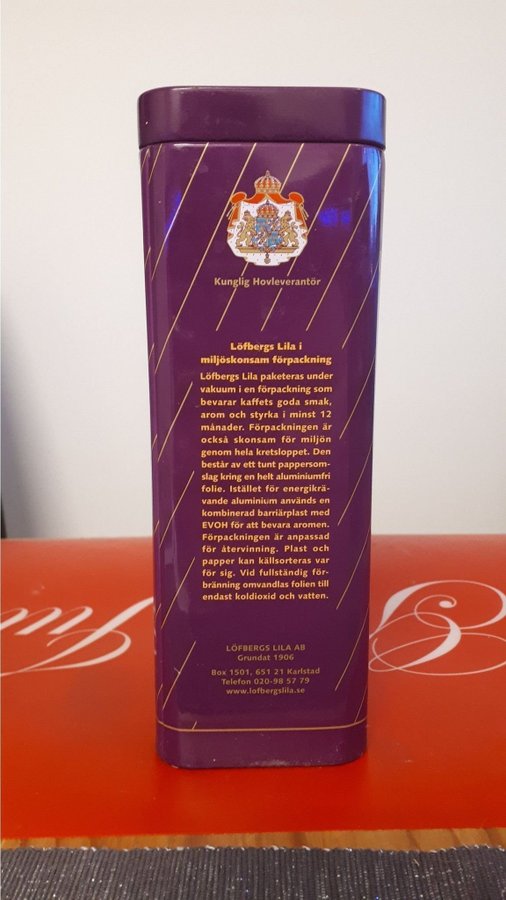 Kunglig Hovleverantör
Löfbergs Lila i
miljöskonsam förpackning
Löfbergs Lila paketeras under
vakuum i en förpackning som
bevarar kaffets goda smak,
arom och styrka i minst 12
månader. Förpackningen är
också skonsam för miljön
genom hela kretsloppet. Den
består av ett tunt pappersom-
slag kring en helt aluminiumfri
folie. Istället för energikrä-
vande aluminium används en
kombinerad barriärplast med
EVOH för att bevara aromen.
Förpackningen är anpassad
för återvinning. Plast och
papper kan källsorteras var
för sig. Vid fullständig för-
bränning omvandlas folien till
endast koldioxid och vatten.
LÖFBERGS LILA AB
Grundat 1906
Box 1501, 651 21 Karlstad
Telefon 020-98 57 79
www.lofbergslila.se